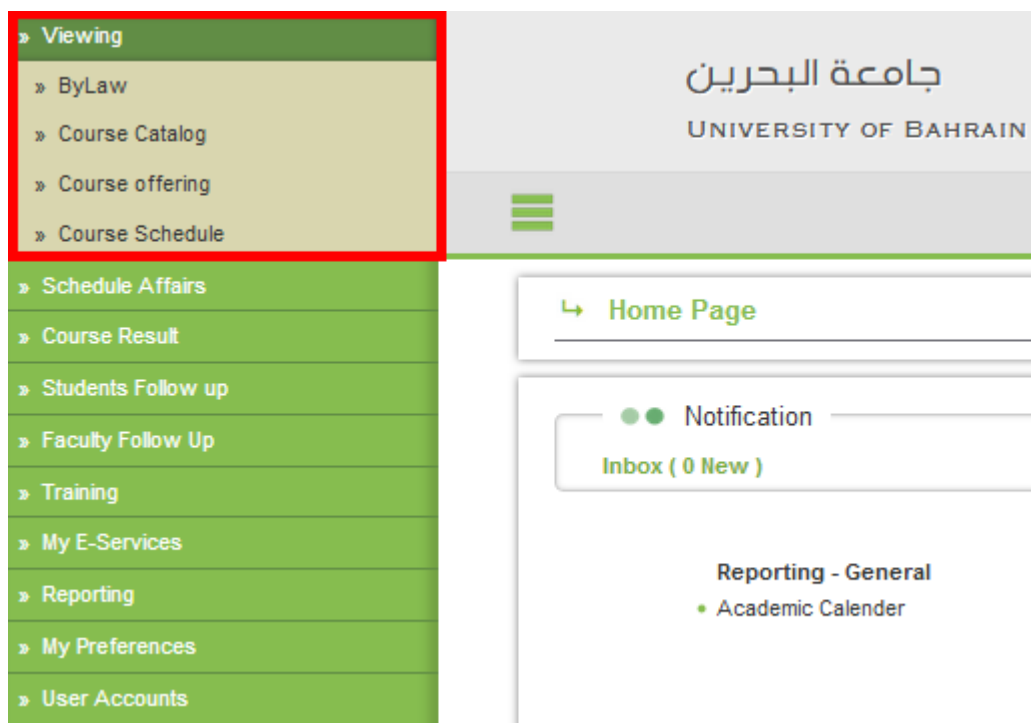 » Viewing
» ByLaw
» Course Catalog
» Course offering
» Course Schedule
» Schedule Affairs
» Course Result
» Students Follow up
» Faculty Follow Up
» Training
» My E-Services
» Reporting
» My Preferences
» User Accounts
جامعة البحرين
UNIVERSITY OF BAHRAIN
Home Page
Notification
Inbox ( 0 New )
Reporting - General
• Academic Calender